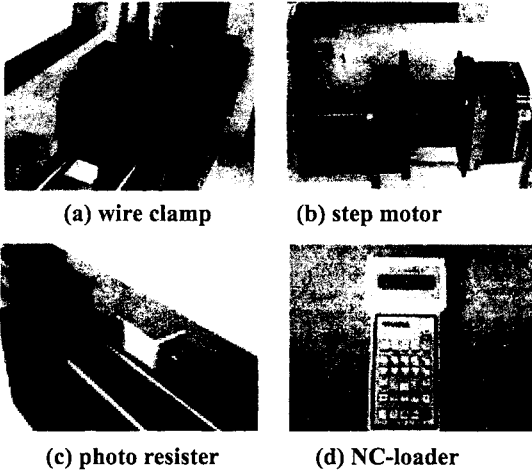 (a) wire clamp
(b) step motor
(c) photo resister
(d) NC-loader